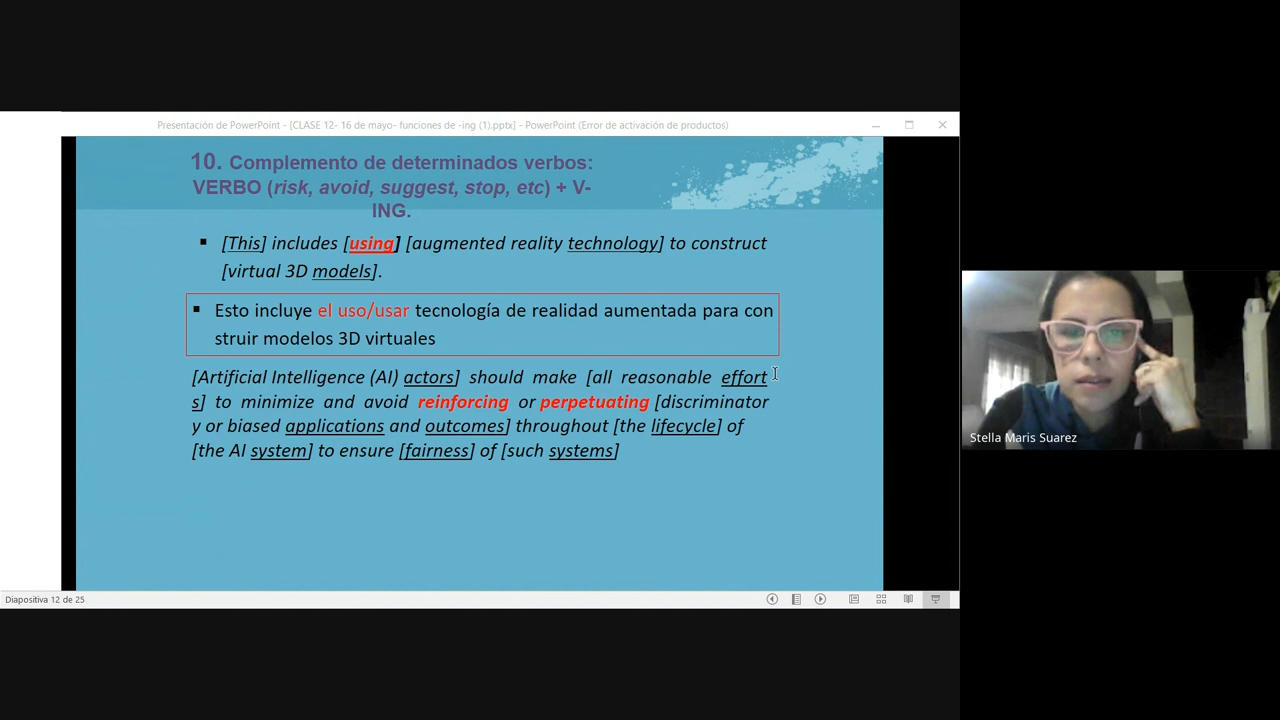 Presentación de PowerPoint - [CLASE 12- 16 de mayo- funciones de -ing (1).pptx] - PowerPoint (Error de activación de productos)
10. Complemento de determinados verbos:
VERBO (risk, avoid, suggest, stop, etc) + V-
ING.
▪ [This] includes [using] [augmented reality technology] to construct
[virtual 3D models].
▪ Esto incluye el uso/usar tecnología de realidad aumentada para con
struir modelos 3D virtuales
[Artificial Intelligence (AI) actors] should make [all reasonable effort
s] to minimize and avoid reinforcing or perpetuating [discriminator
y or biased applications and outcomes] throughout [the lifecycle] of
[the AI system] to ensure [fairness] of [such systems]
Stella Maris Suarez
Diapositiva 12 de 25